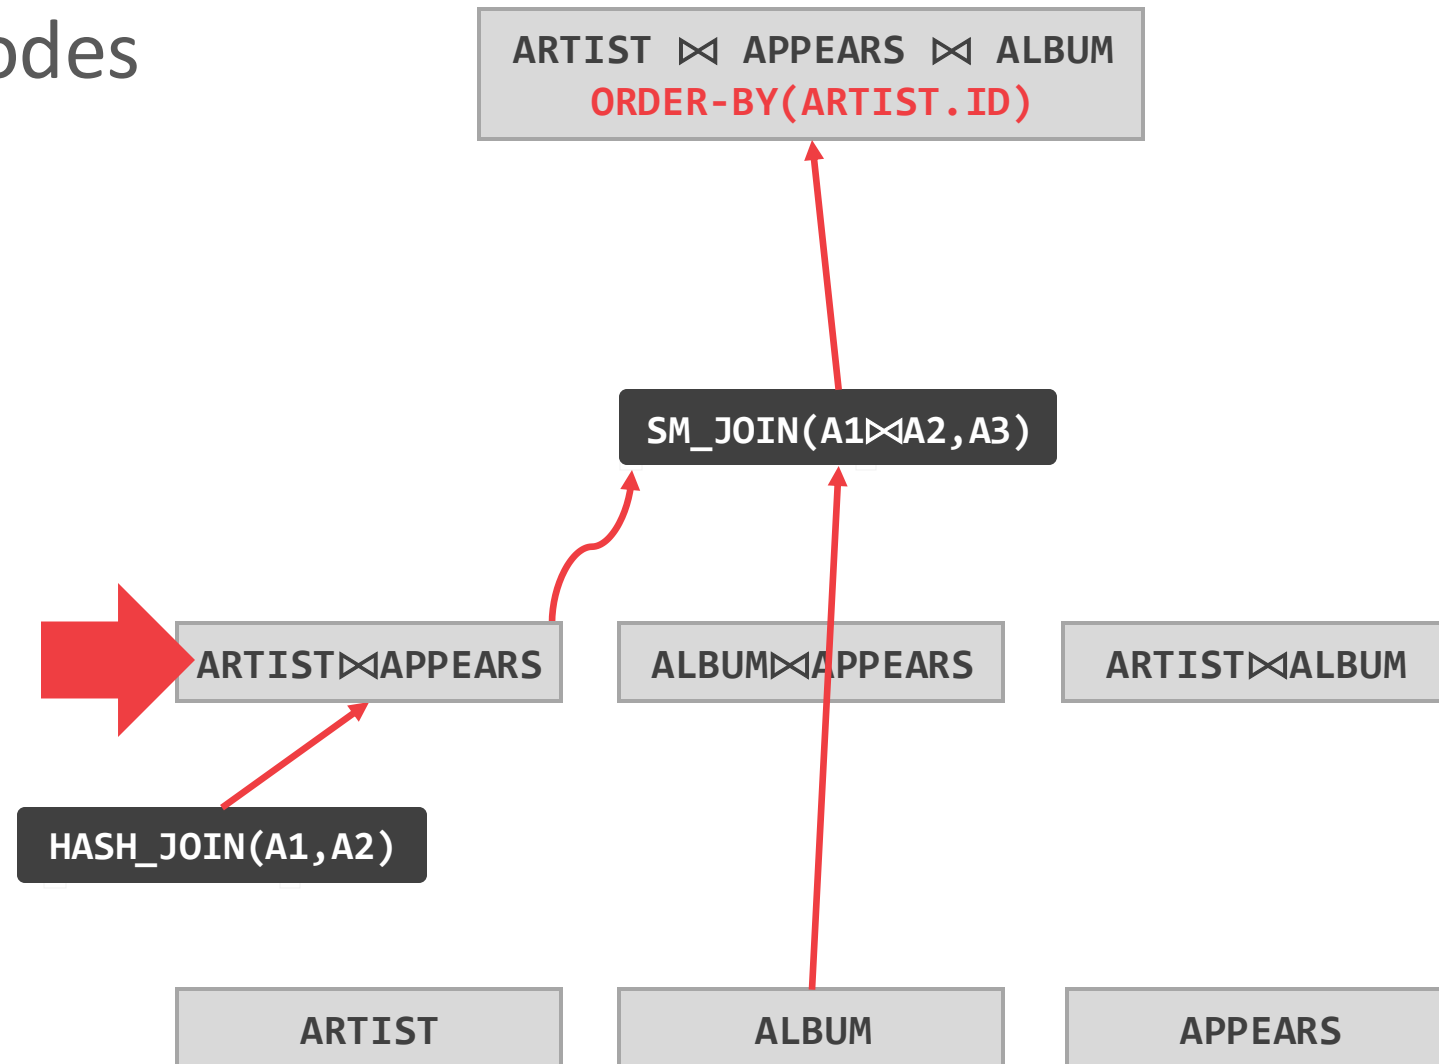 odes
ARTIST ⋈ APPEARS ⋈ ALBUM
ORDER-BY(ARTIST.ID)
SM_JOIN(A1⋈A2,A3)
ARTIST⋈APPEARS
ALBUM⋈APPEARS
ARTIST⋈ALBUM
HASH_JOIN(A1,A2)
ARTIST
ALBUM
APPEARS